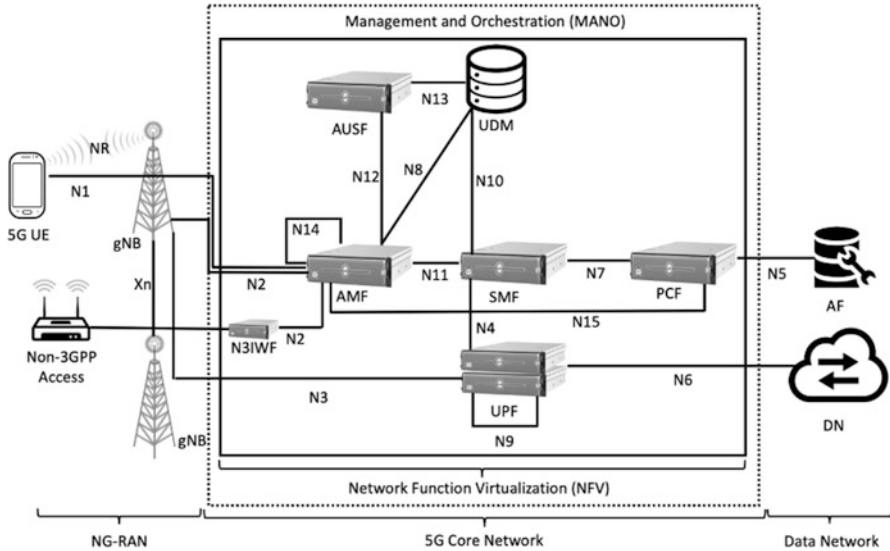 Management and Orchestration (MANO)
AUSF
N13
UDM
NR
N1
5G UE
gNB
N12
N8
N10
N14
N2
AMF
N11
SMF
N7
PCF
N5
AF
Xn
Non-3GPP
Access
N3IWF
N2
N15
N4
N3
UPF
N6
DN
gNB
N9
Network Function Virtualization (NFV)
NG-RAN
5G Core Network
Data Network